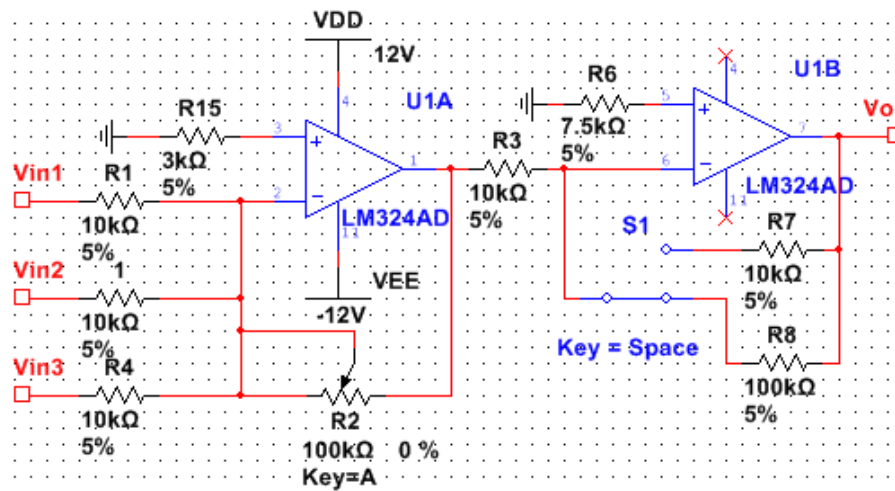 VDD
12V
U1A
U1B
R15
3kΩ
5%
4
3
2
1
11
LM324AD
VEE
-12V
Vin1
R1
10kΩ
5%
Vin2
1
10kΩ
5%
Vin3
R4
10kΩ
5%
R2
100kΩ 0 %
Key=A
R3
10kΩ
5%
R6
7.5kΩ
5%
4
5
6
7
11
LM324AD
Vo
S1
Key = Space
R7
10kΩ
5%
R8
100kΩ
5%